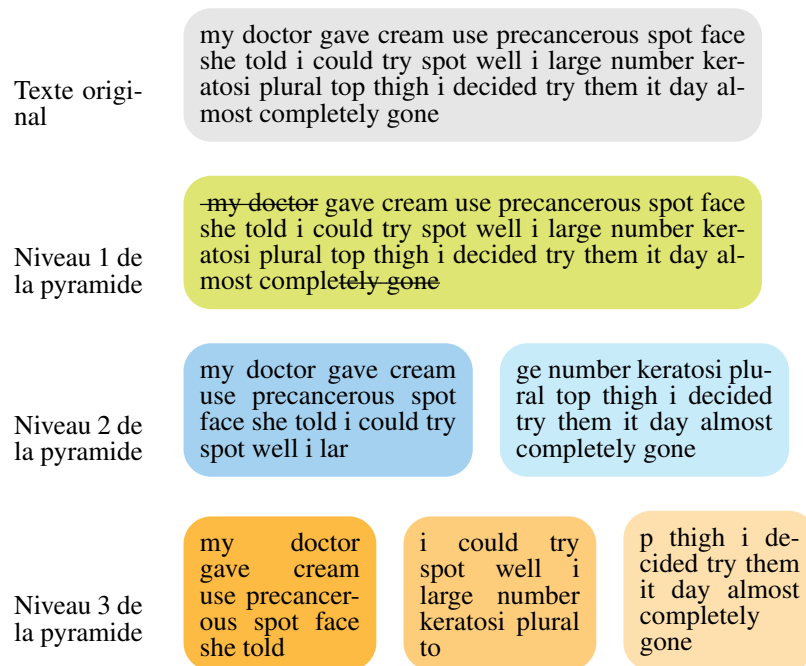 Texte origi-
nal
my doctor gave cream use precancerous spot face
she told i could try spot well i large number ker-
atosi plural top thigh i decided try them it day al-
most completely gone
Niveau 1 de
la pyramide
my doctor gave cream use precancerous spot face
she told i could try spot well i large number ker-
atosi plural top thigh i decided try them it day al-
most completely gone
Niveau 2 de
la pyramide
my doctor gave cream
use precancerous spot
face she told i could try
spot well i lar
ge number keratosi plu-
ral top thigh i decided
try them it day almost
completely gone
Niveau 3 de
la pyramide
my doctor
gave cream
use precancer-
ous spot face
she told
i could try
spot well i
large number
keratosi plural
to
p thigh i de-
cided try them
it day almost
completely
gone